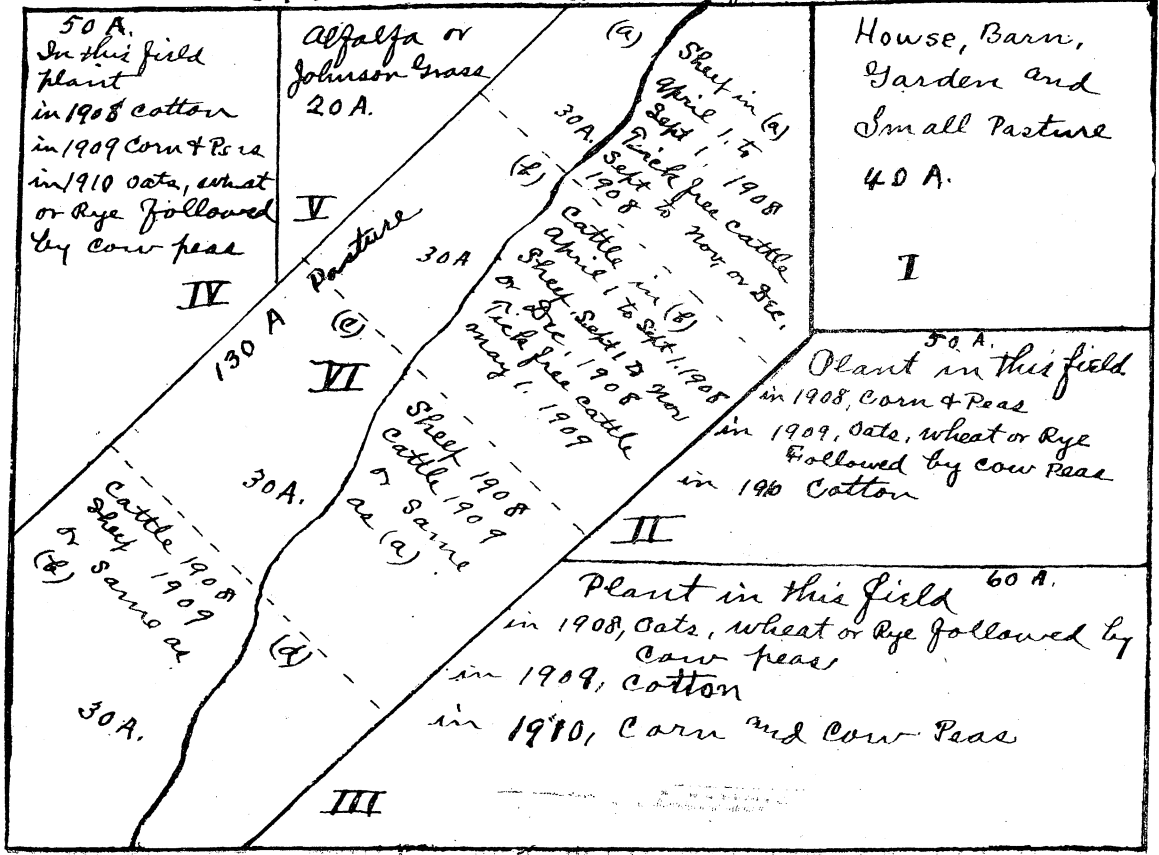 50 A.
In this field
plant
in 1908 Cotton
in 1909 Corn & Peas
in 1910 Oats, wheat
or Rye followed
by cow peas
IV
Alfalfa or
Johnson Grass
20 A.
V
130 A Pasture
VI
(a)
30A.
Sheep in (a)
April 1, to
Sept 1, 1908
Tick free cattle
Sept to Nov, or Dec,
1908
(b)
30A
Cattle in (b)
April 1 to Sept 1, 1908
Sheep, Sept 1 to Nov
or Dec, 1908
Tick free cattle
may 1, 1909
(c)
30A.
Sheep 1908
Cattle 1909
or Same
as (a).
(d)
Cattle 1908
Sheep 1909
or Same as
(b)
30A.
House, Barn,
Garden and
Small Pasture
40 A.
I
50 A.
Plant in this field
in 1908, Corn & Peas
in 1909, Oats, wheat or Rye
Followed by cow Peas
in 1910 Cotton
II
60 A.
Plant in this field
in 1908, Oats, wheat or Rye followed by
Cow peas
in 1909, Cotton
in 1910, Corn and Cow Peas
III